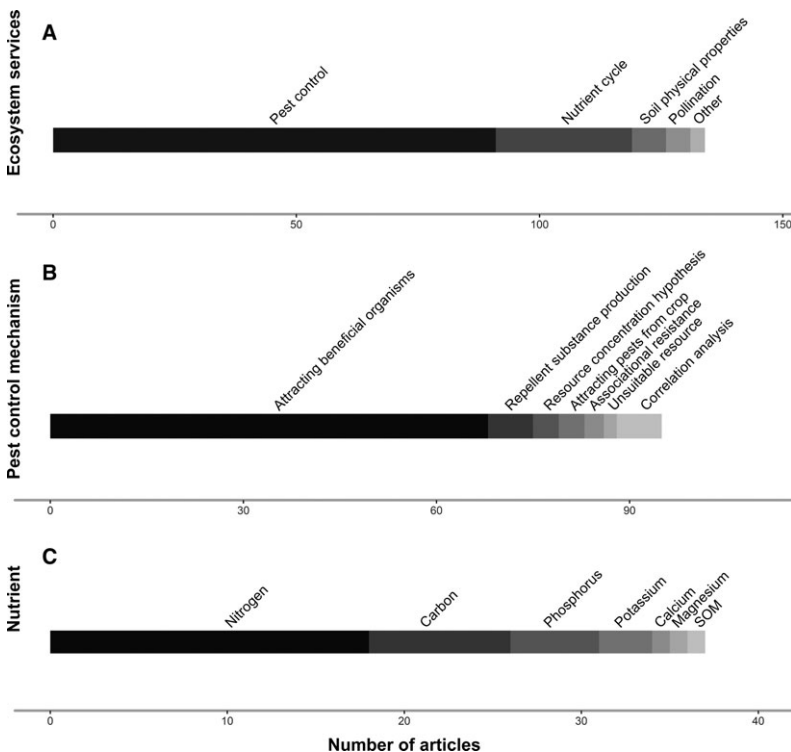 A
Ecosystem services
Pest control
Nutrient cycle
Soil physical properties
Pollination
Other
0 50 100 150
B
Pest control mechanism
Attracting beneficial organisms
Repellent substance production
Resource concentration hypothesis
Attracting pests from crop
Associational resistance
Unsuitable resource
Correlation analysis
0 30 60 90
C
Nutrient
Nitrogen
Carbon
Phosphorus
Potassium
Calcium
Magnesium
SOM
0 10 20 30 40
Number of articles